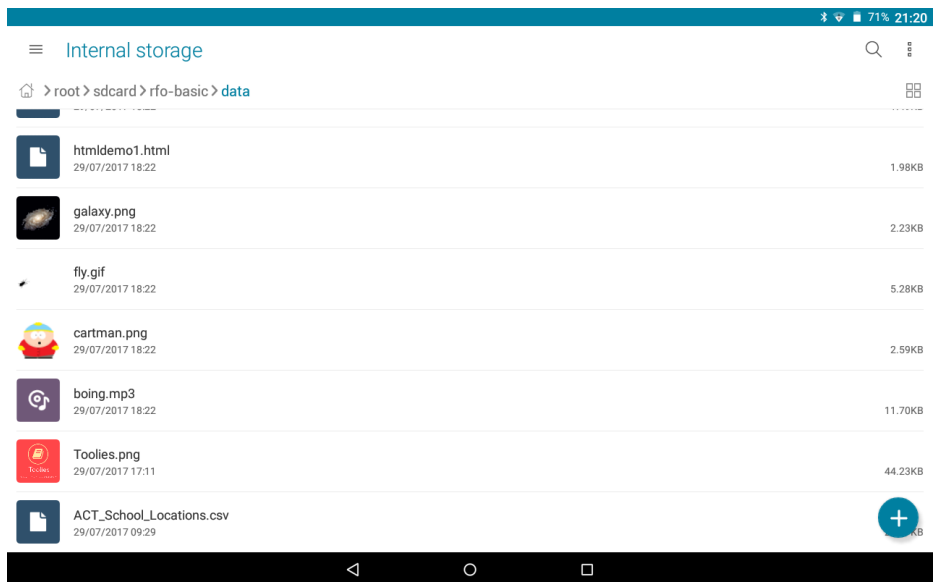 71% 21:20
Internal storage
root > sdcard > rfo-basic > data
htmldemo1.html
29/07/2017 18:22
1.98KB
galaxy.png
29/07/2017 18:22
2.23KB
fly.gif
29/07/2017 18:22
5.28KB
cartman.png
29/07/2017 18:22
2.59KB
boing.mp3
29/07/2017 18:22
11.70KB
Toolies
Toolies.png
29/07/2017 17:11
44.23KB
ACT_School_Locations.csv
29/07/2017 09:29